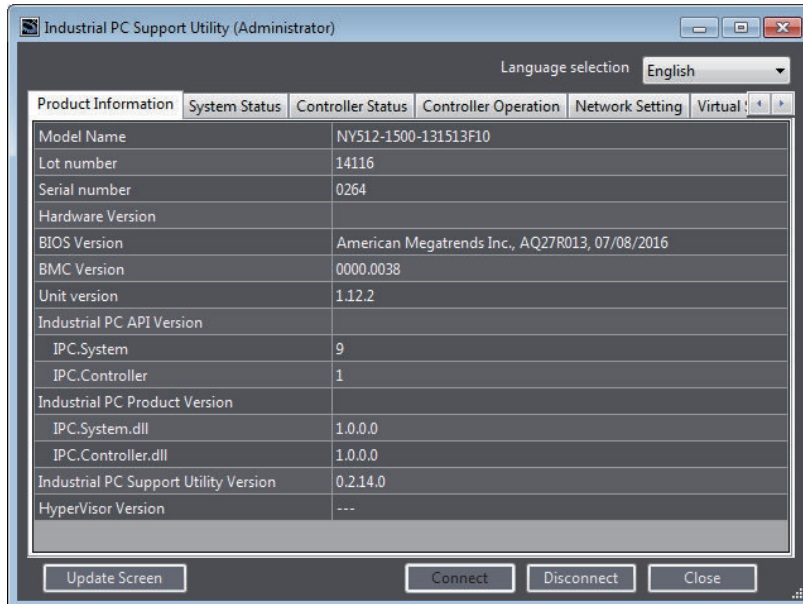 Industrial PC Support Utility (Administrator)
Language selection English
Product Information System Status Controller Status Controller Operation Network Setting Virtual
Model Name NY512-1500-131513F10
Lot number 14116
Serial number 0264
Hardware Version
BIOS Version American Megatrends Inc., AQ27R013, 07/08/2016
BMC Version 0000.0038
Unit version 1.12.2
Industrial PC API Version
IPC.System 9
IPC.Controller 1
Industrial PC Product Version
IPC.System.dll 1.0.0.0
IPC.Controller.dll 1.0.0.0
Industrial PC Support Utility Version 0.2.14.0
HyperVisor Version ---
Update Screen Connect Disconnect Close